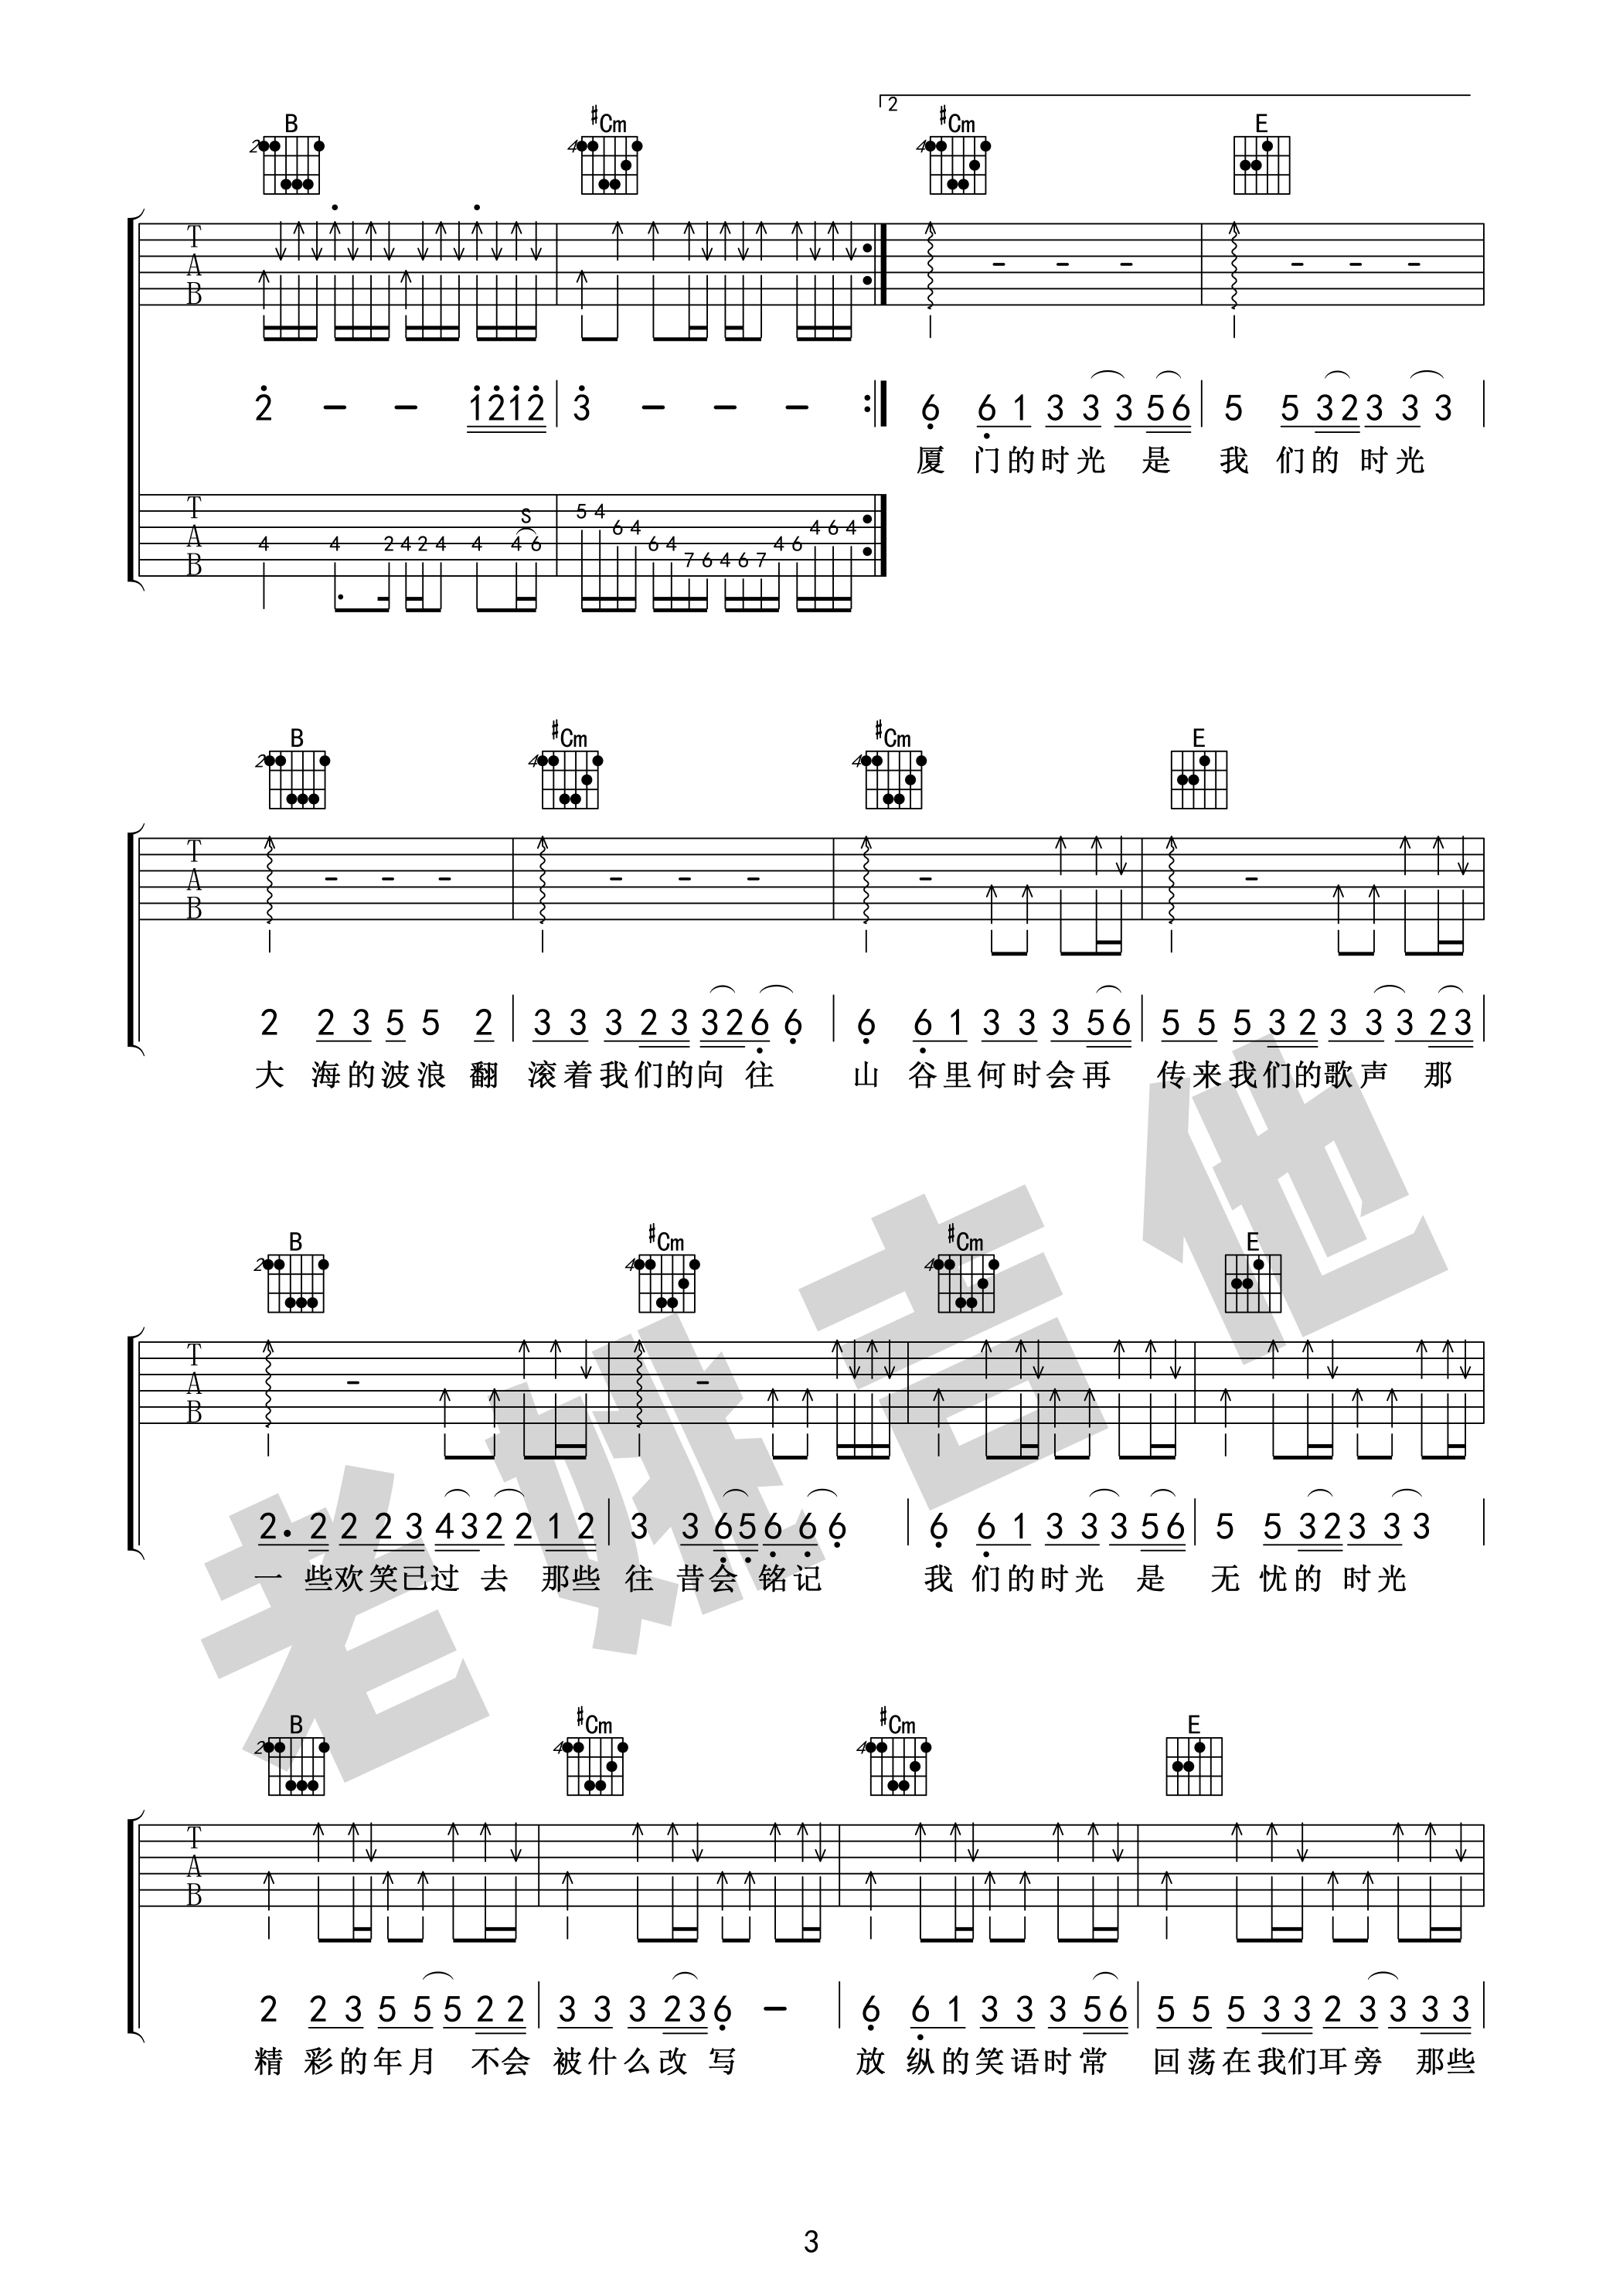 2
B #Cm #Cm E
2 4 4
T A B
2 - - 1 2 1 2 | 3 - - - :| 6 6 1 3 3 3 5 6 | 5 5 3 2 3 3 3 |
厦 门的时光 是 我 们的 时光
S
T A B 4 4 2 4 2 4 4 4 6 | 5 4 6 4 6 4 7 6 4 6 7 4 6 4 6 4
B #Cm #Cm E
2 4 4
T A B
2 2 3 5 5 2 | 3 3 3 2 3 3 2 6 6 | 6 6 1 3 3 3 5 6 | 5 5 5 3 2 3 3 3 2 3 |
大 海的波浪 翻 滚着我们的向 往 山 谷里何时会再 传来我们的歌声 那
B #Cm #Cm E
2 4 4
T A B
2. 2 2 2 3 4 3 2 2 1 2 | 3 3 6 5 6 6 6 | 6 6 1 3 3 3 5 6 | 5 5 3 2 3 3 3 |
一 些欢笑已过 去 那些 往 昔会 铭记 我 们的时光 是 无 忧的 时光
B #Cm #Cm E
2 4 4
T A B
2 2 3 5 5 5 2 2 | 3 3 3 2 3 6 - | 6 6 1 3 3 3 5 6 | 5 5 5 3 3 2 3 3 3 3 |
精 彩的年月 不会 被什么改 写 放 纵的笑语时常 回荡在我们耳旁 那些
老姚吉他
3